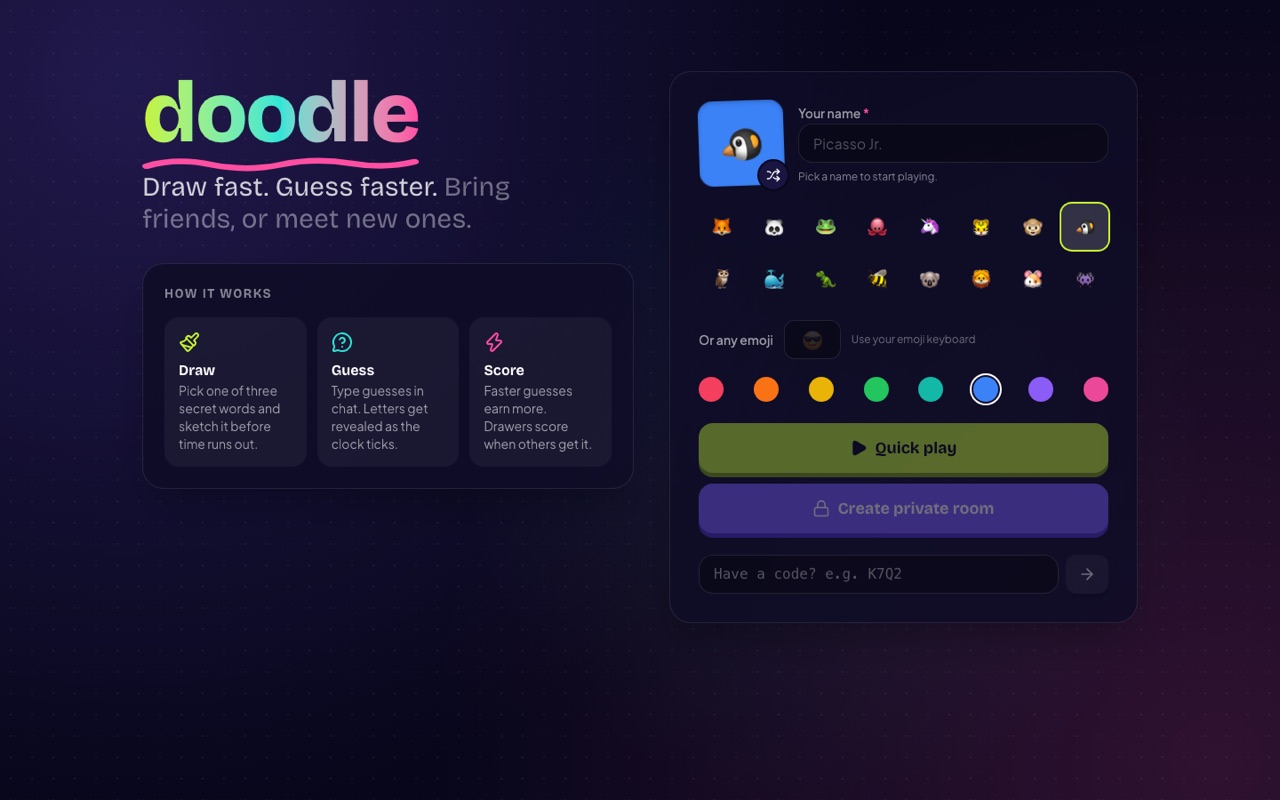 doodle
Draw fast. Guess faster. Bring
friends, or meet new ones.
HOW IT WORKS
Draw
Pick one of three
secret words and
sketch it before
time runs out.
Guess
Type guesses in
chat. Letters get
revealed as the
clock ticks.
Score
Faster guesses
earn more.
Drawers score
when others get it.
Your name *
Picasso Jr.
Pick a name to start playing.
Or any emoji
Use your emoji keyboard
Quick play
Create private room
Have a code? e.g. K7Q2